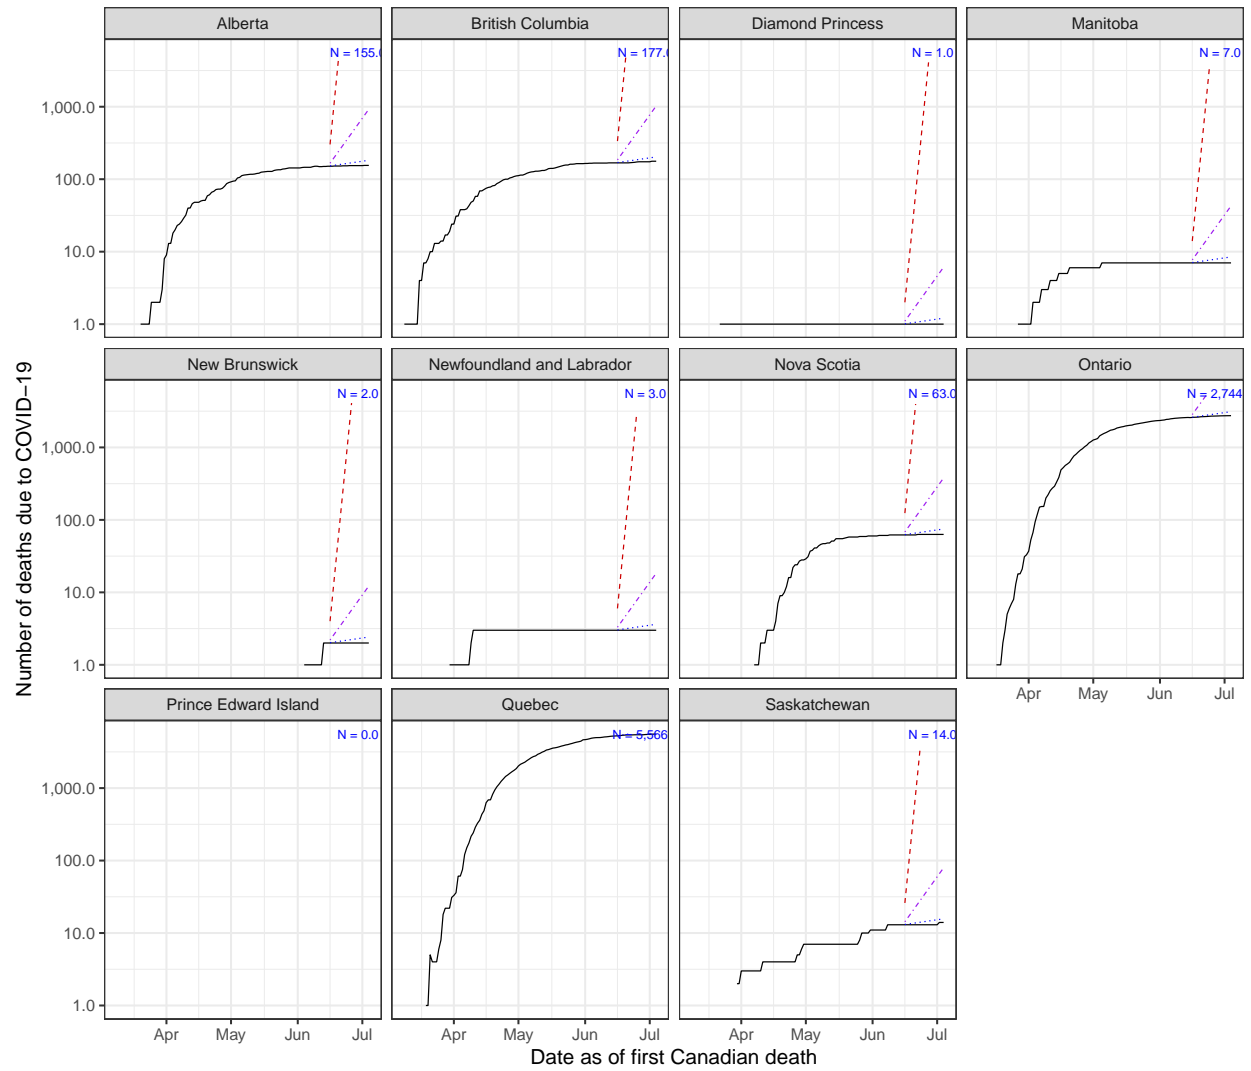 Alberta
British Columbia
Diamond Princess
Manitoba
N = 155.0
N = 177.0
N = 1.0
N = 7.0
1,000.0
100.0
10.0
1.0
New Brunswick
Newfoundland and Labrador
Nova Scotia
Ontario
N = 2.0
N = 3.0
N = 63.0
N = 2,744
1,000.0
100.0
10.0
1.0
Apr May Jun Jul
Prince Edward Island
Quebec
Saskatchewan
N = 0.0
N = 5,566
N = 14.0
1,000.0
100.0
10.0
1.0
Apr May Jun Jul
Apr May Jun Jul
Apr May Jun Jul
Number of deaths due to COVID−19
Date as of first Canadian death